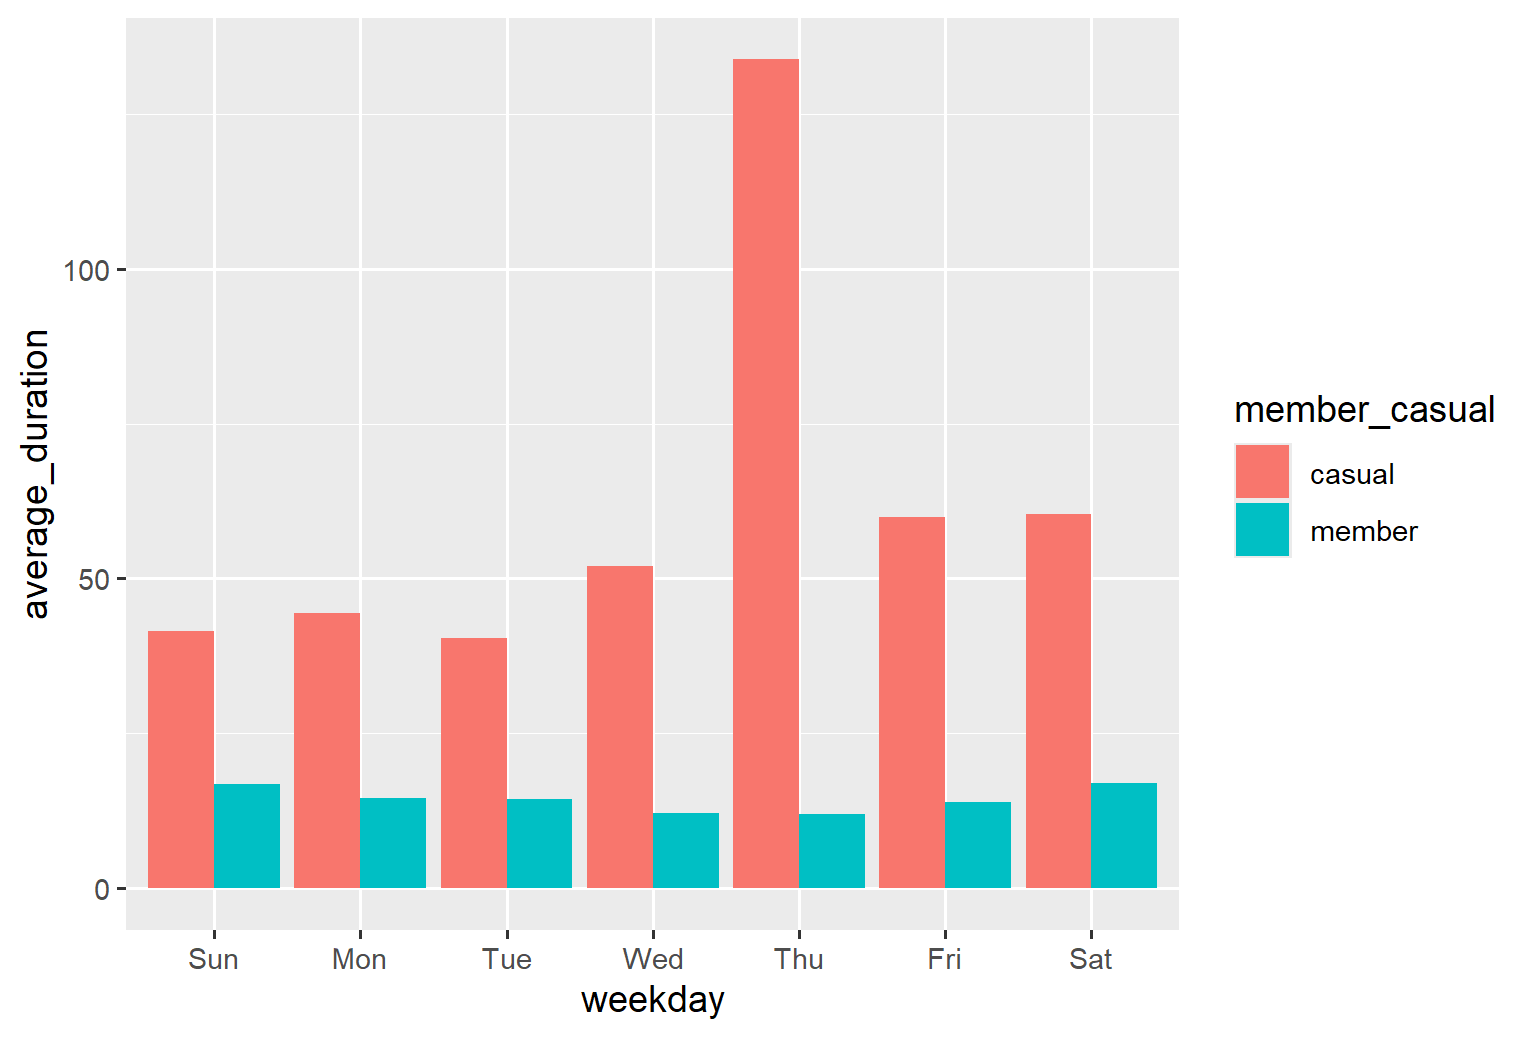 average_duration
100
50
0
Sun Mon Tue Wed Thu Fri Sat
weekday
member_casual
casual
member